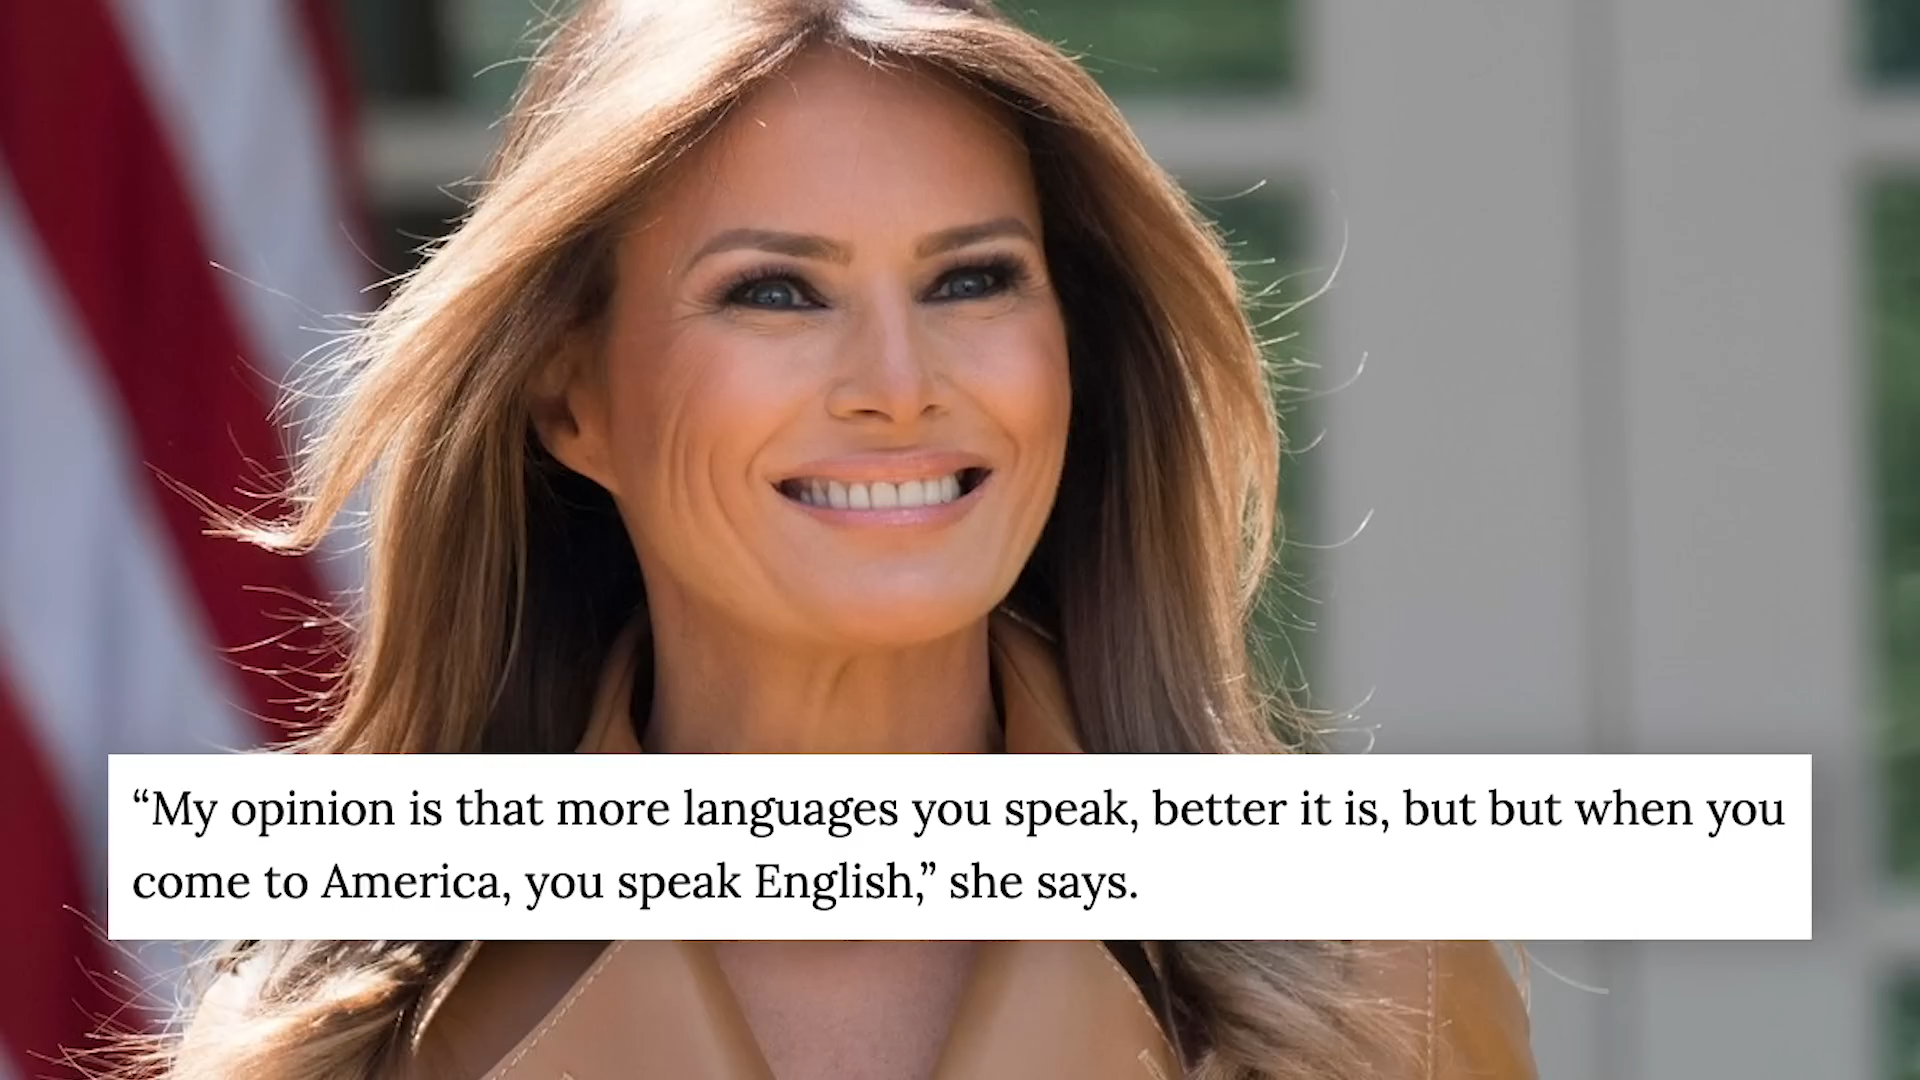 “My opinion is that more languages you speak, better it is, but but when you
come to America, you speak English,” she says.